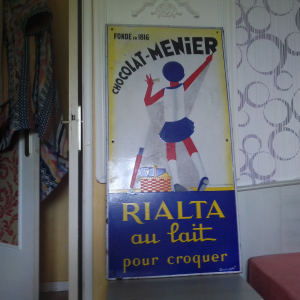 FONDÉ EN 1816
CHOCOLAT-MENIER
RIALTA
au lait
pour croquer